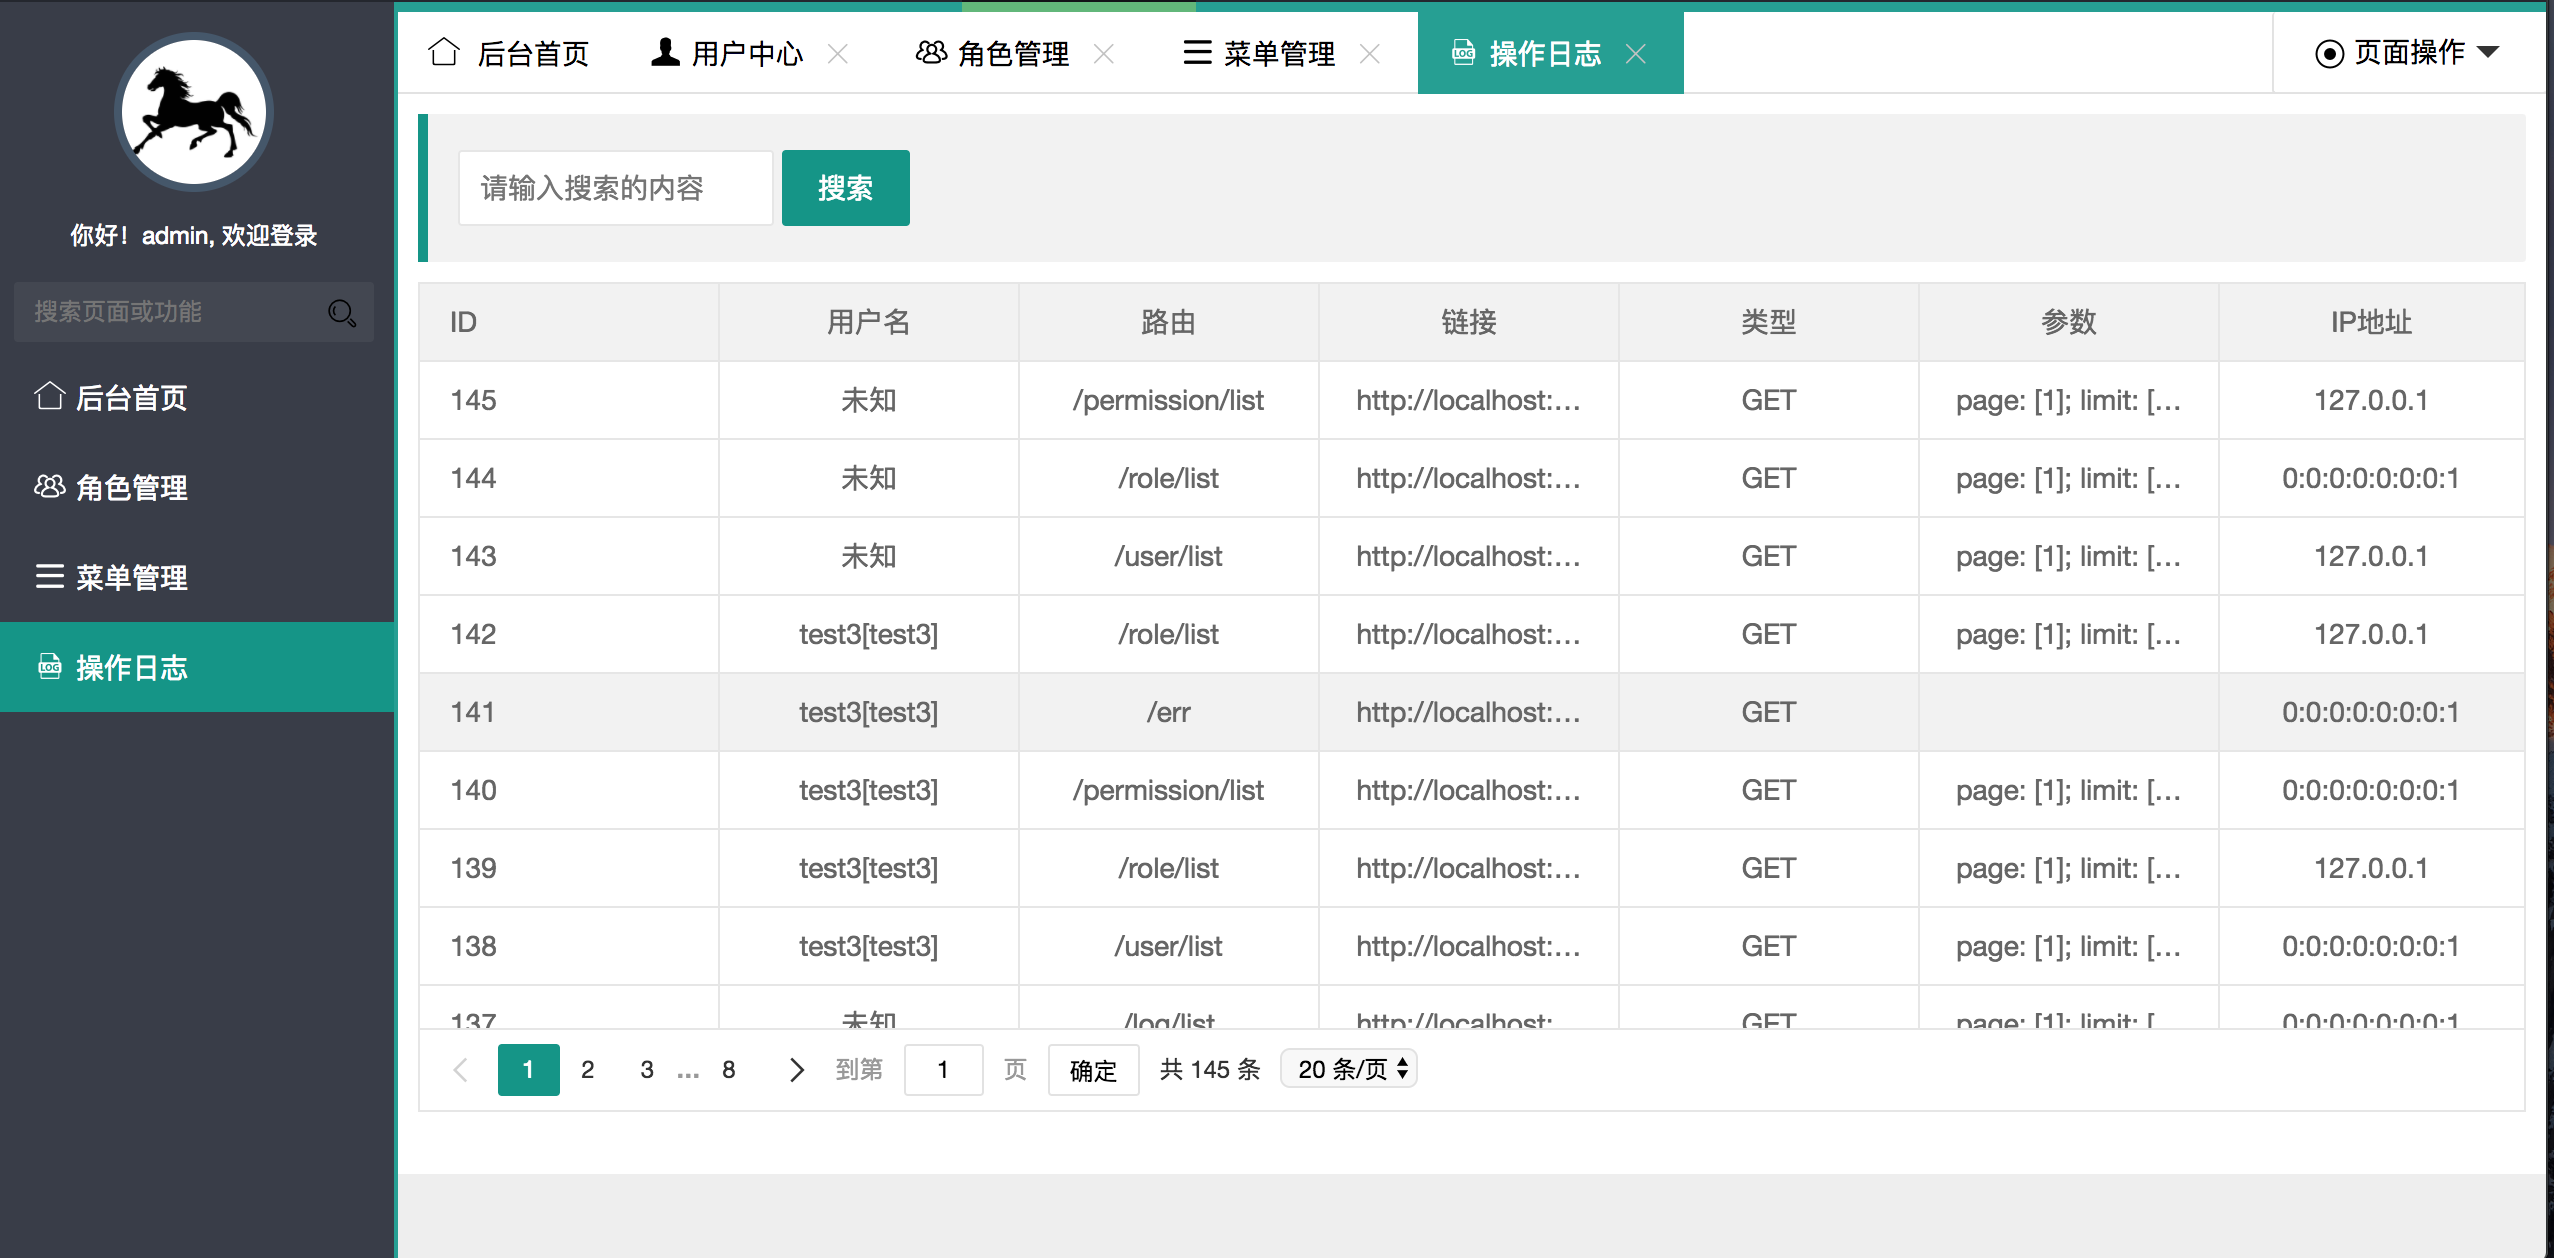 后台首页 用户中心 角色管理 菜单管理 LOG 操作日志 页面操作
你好！admin, 欢迎登录
搜索页面或功能
后台首页
角色管理
菜单管理
LOG 操作日志
请输入搜索的内容 搜索
ID 用户名 路由 链接 类型 参数 IP地址
145 未知 /permission/list http://localhost:... GET page: [1]; limit: [... 127.0.0.1
144 未知 /role/list http://localhost:... GET page: [1]; limit: [... 0:0:0:0:0:0:0:1
143 未知 /user/list http://localhost:... GET page: [1]; limit: [... 127.0.0.1
142 test3[test3] /role/list http://localhost:... GET page: [1]; limit: [... 127.0.0.1
141 test3[test3] /err http://localhost:... GET 0:0:0:0:0:0:0:1
140 test3[test3] /permission/list http://localhost:... GET page: [1]; limit: [... 0:0:0:0:0:0:0:1
139 test3[test3] /role/list http://localhost:... GET page: [1]; limit: [... 127.0.0.1
138 test3[test3] /user/list http://localhost:... GET page: [1]; limit: [... 0:0:0:0:0:0:0:1
137 未知 /log/list http://localhost:... GET page: [1]; limit: [... 0:0:0:0:0:0:0:1
1 2 3 ... 8 到第 1 页 确定 共 145 条 20 条/页